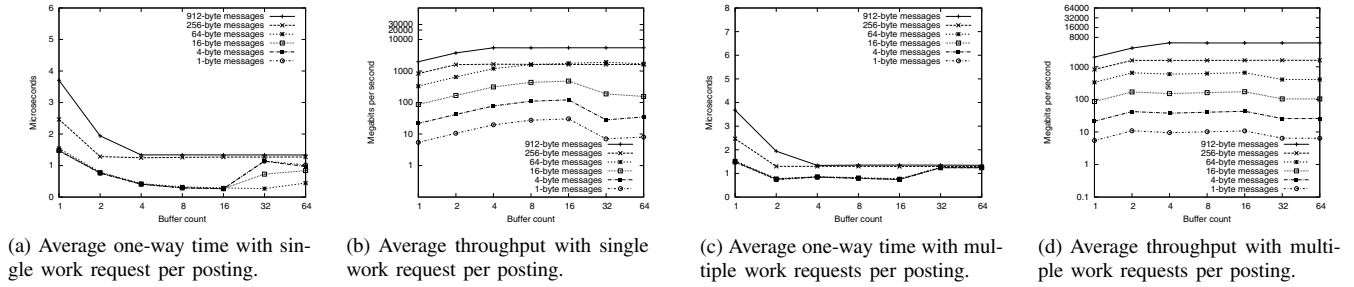 6
5
4
3
2
1
0
Microseconds
1 2 4 8 16 32 64
Buffer count
912-byte messages
256-byte messages
64-byte messages
16-byte messages
4-byte messages
1-byte messages
(a) Average one-way time with sin-
gle work request per posting.
30000
20000
1000
100
10
1
Megabits per second
1 2 4 8 16 32 64
Buffer count
912-byte messages
256-byte messages
64-byte messages
16-byte messages
4-byte messages
1-byte messages
(b) Average throughput with single
work request per posting.
8
7
6
5
4
3
2
1
0
Microseconds
1 2 4 8 16 32 64
Buffer count
912-byte messages
256-byte messages
64-byte messages
16-byte messages
4-byte messages
1-byte messages
(c) Average one-way time with mul-
tiple work requests per posting.
64000
32000
16000
8000
1000
100
10
1
0.1
Megabits per second
1 2 4 8 16 32 64
Buffer count
912-byte messages
256-byte messages
64-byte messages
16-byte messages
4-byte messages
1-byte messages
(d) Average throughput with multi-
ple work requests per posting.